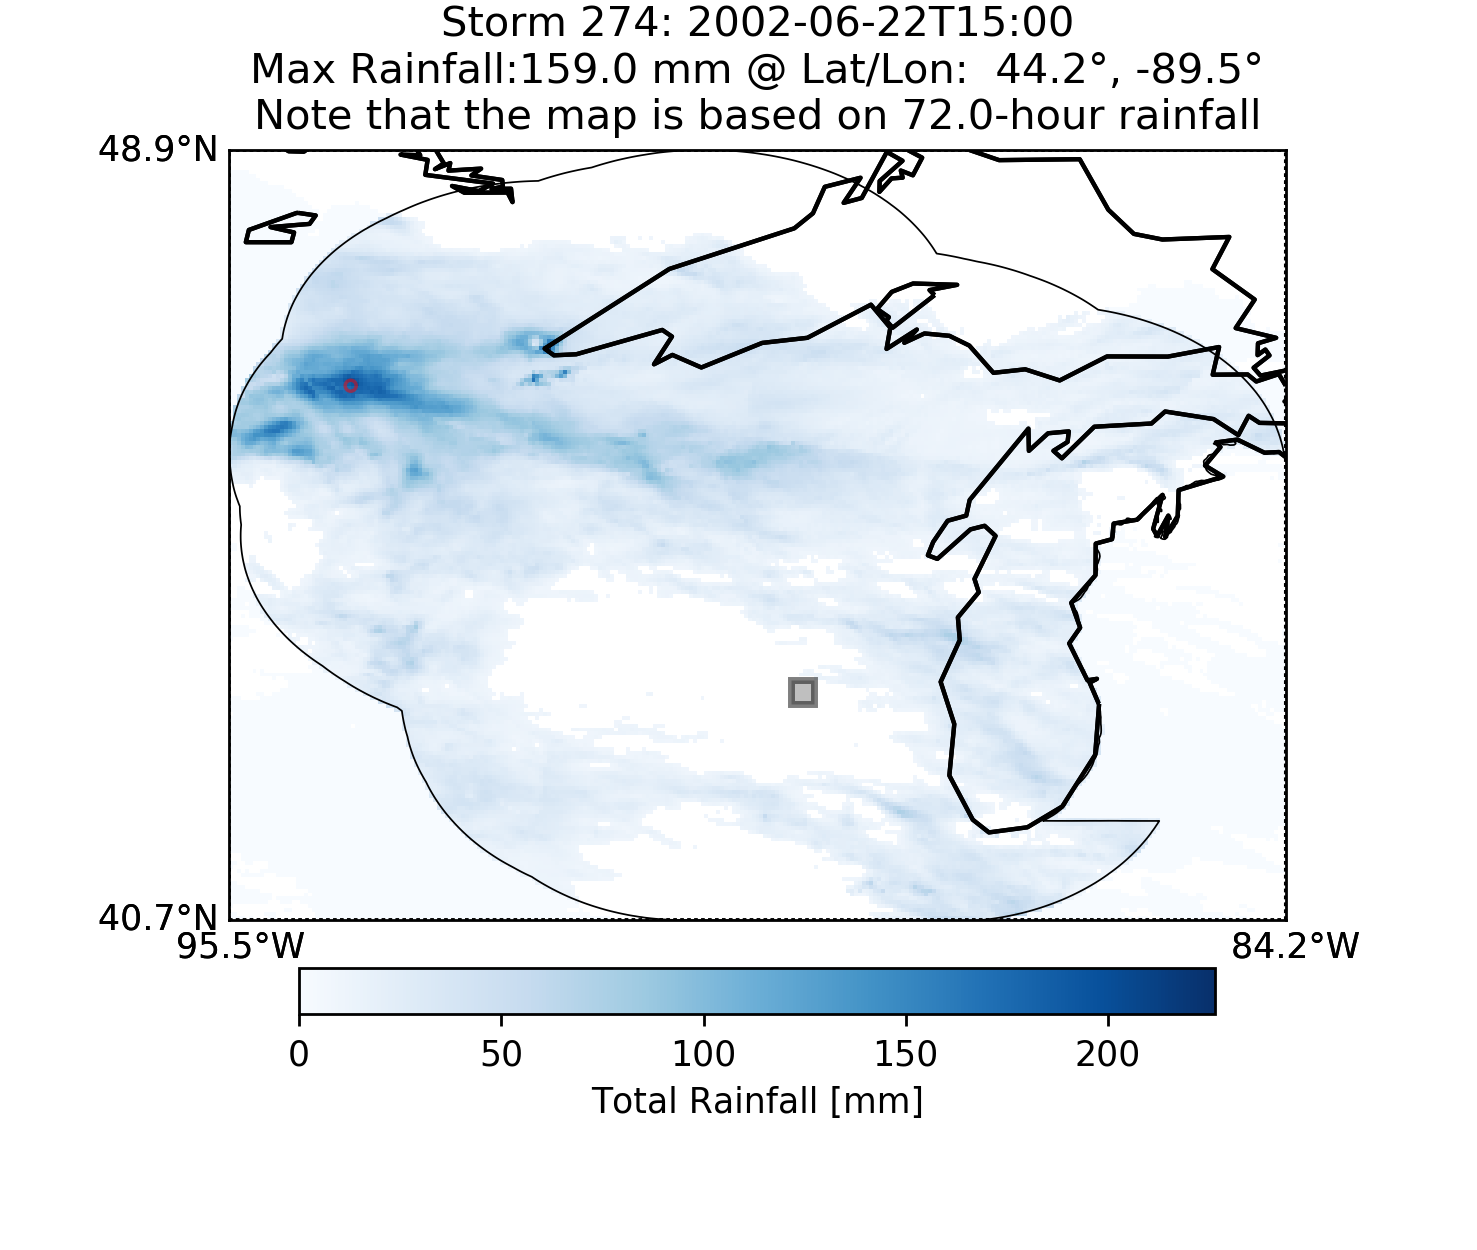 Storm 274: 2002-06-22T15:00
Max Rainfall:159.0 mm @ Lat/Lon:  44.2°, -89.5°
Note that the map is based on 72.0-hour rainfall
48.9°N
40.7°N
95.5°W
84.2°W
0
50
100
150
200
Total Rainfall [mm]